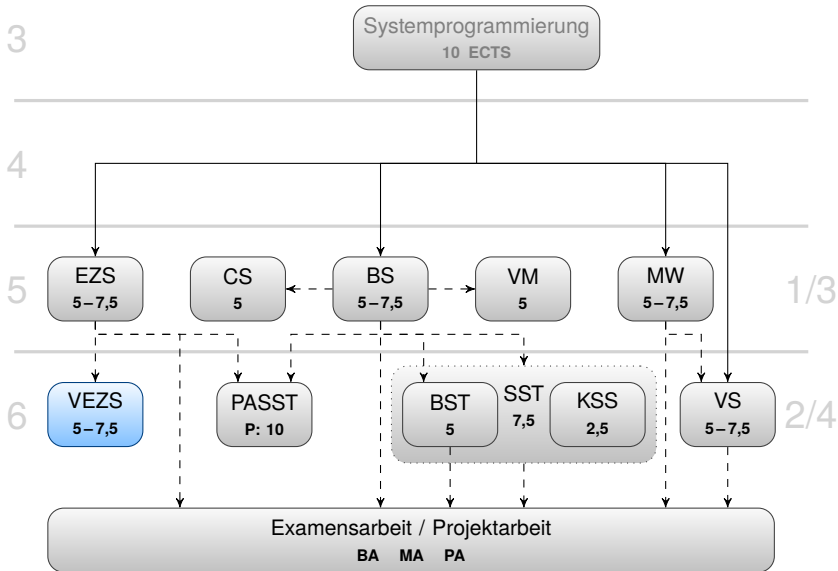 3
Systemprogrammierung
10 ECTS
4
5
EZS
5–7,5
CS
5
BS
5–7,5
VM
5
MW
5–7,5
1/3
6
VEZS
5–7,5
PASST
P: 10
BST
5
SST
7,5
KSS
2,5
VS
5–7,5
2/4
Examensarbeit / Projektarbeit
BA MA PA